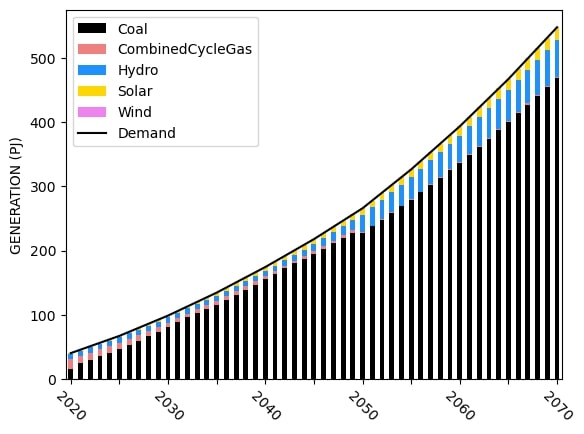 Coal
CombinedCycleGas
Hydro
Solar
Wind
Demand
GENERATION (PJ)
500
400
300
200
100
0
2020
2030
2040
2050
2060
2070